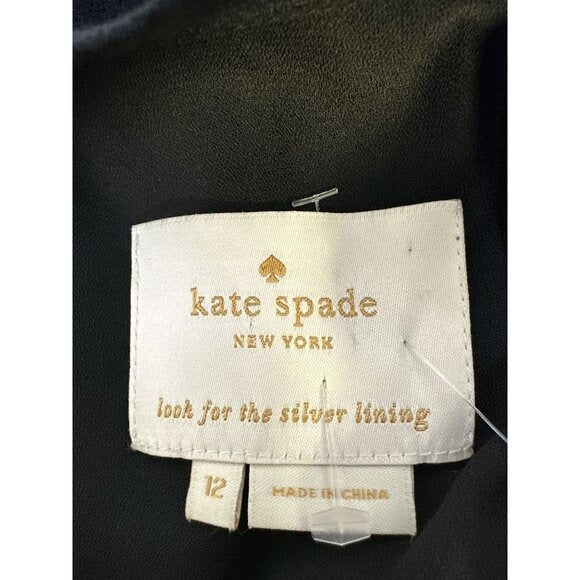 kate spade
NEW YORK
look for the silver lining
12
MADE IN CHINA